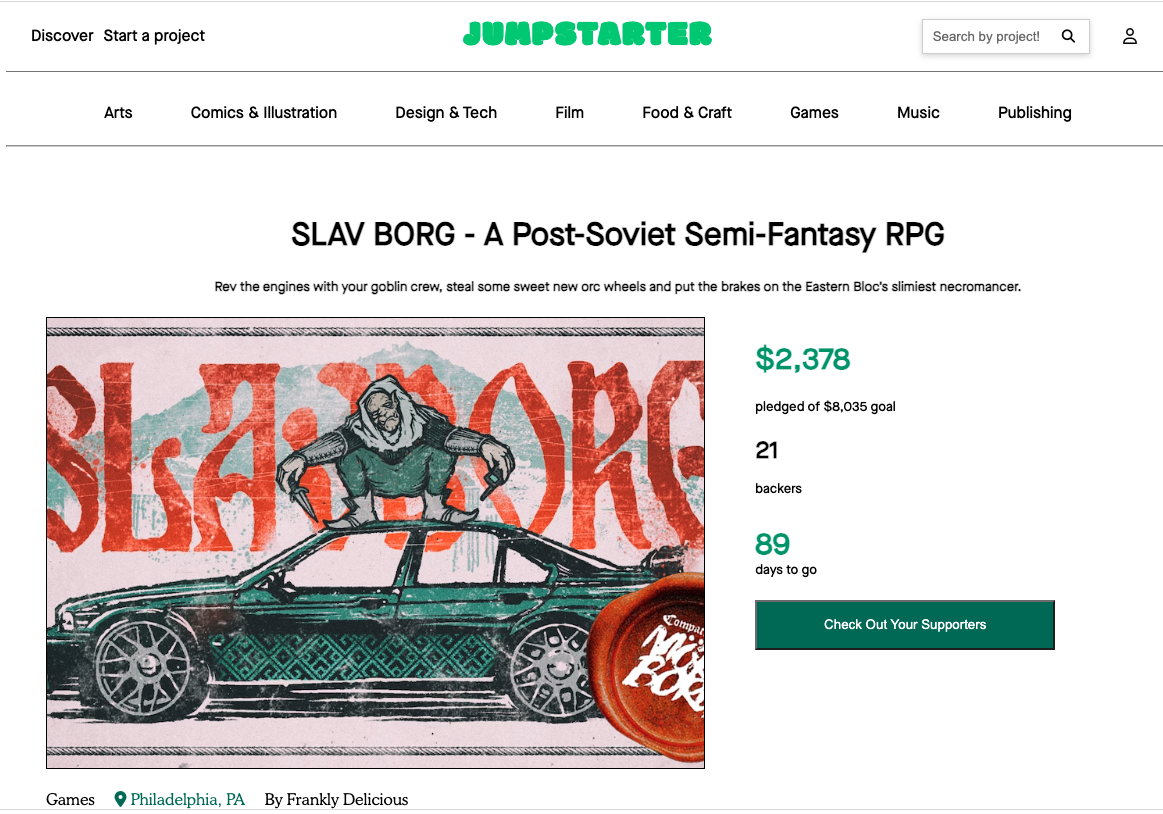 Discover Start a project
JUMPSTARTER
Search by project!
Arts Comics & Illustration Design & Tech Film Food & Craft Games Music Publishing
SLAV BORG - A Post-Soviet Semi-Fantasy RPG
Rev the engines with your goblin crew, steal some sweet new orc wheels and put the brakes on the Eastern Bloc's slimiest necromancer.
SLAV BORG
$2,378
pledged of $8,035 goal
21
backers
89
days to go
Check Out Your Supporters
MÖRK
BORG
Games Philadelphia, PA By Frankly Delicious